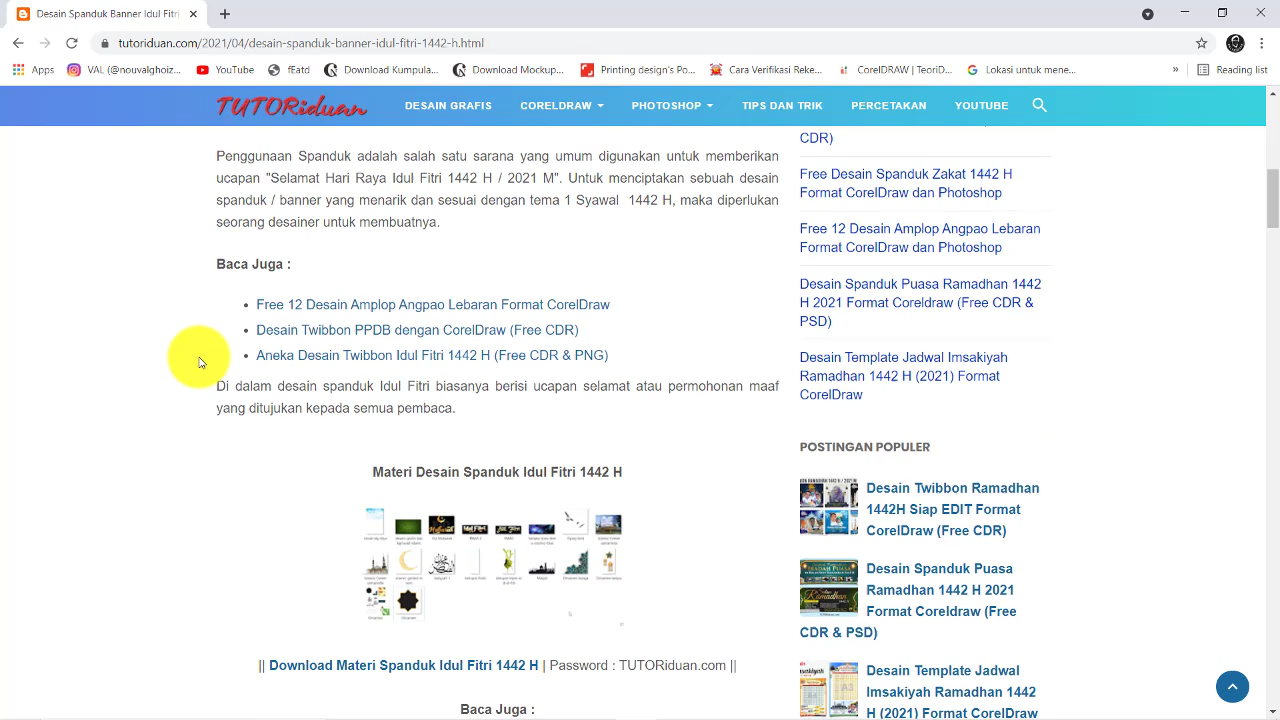 Desain Banner Idul Fitri
tutoriduan.com/2021/04/desain-spanduk-banner-idul-fitri-1442-h.html
Apps
VAL (@nouvalghoiz...
YouTube
fEatd
Download Kumpula...
Download Mockup...
Printing design's Po...
Cara Verifikasi Reke...
CorelDRAW | TeoriD...
Lokasi untuk mene...
»
Reading list
TUTORiduan
DESAIN GRAFIS
CORELDRAW
PHOTOSHOP
TIPS DAN TRIK
PERCETAKAN
YOUTUBE
Penggunaan Spanduk adalah salah satu sarana yang umum digunakan untuk memberikan
ucapan "Selamat Hari Raya Idul Fitri 1442 H / 2021 M". Untuk menciptakan sebuah desain
spanduk / banner yang menarik dan sesuai dengan tema 1 Syawal 1442 H, maka diperlukan
seorang desainer untuk membuatnya.
Baca Juga :
• Free 12 Desain Amplop Angpao Lebaran Format CorelDraw
• Desain Twibbon PPDB dengan CorelDraw (Free CDR)
• Aneka Desain Twibbon Idul Fitri 1442 H (Free CDR & PNG)
Di dalam desain spanduk Idul Fitri biasanya berisi ucapan selamat atau permohonan maaf
yang ditujukan kepada semua pembaca.
Materi Desain Spanduk Idul Fitri 1442 H
|| Download Materi Spanduk Idul Fitri 1442 H | Password : TUTORiduan.com ||
Baca Juga :
CDR)
Free Desain Spanduk Zakat 1442 H
Format CorelDraw dan Photoshop
Free 12 Desain Amplop Angpao Lebaran
Format CorelDraw dan Photoshop
Desain Spanduk Puasa Ramadhan 1442
H 2021 Format Coreldraw (Free CDR &
PSD)
Desain Template Jadwal Imsakiyah
Ramadhan 1442 H (2021) Format
CorelDraw
POSTINGAN POPULER
Desain Twibbon Ramadhan
1442H Siap EDIT Format
CorelDraw (Free CDR)
Desain Spanduk Puasa
Ramadhan 1442 H 2021
Format Coreldraw (Free
CDR & PSD)
Desain Template Jadwal
Imsakiyah Ramadhan 1442
H (2021) Format CorelDraw